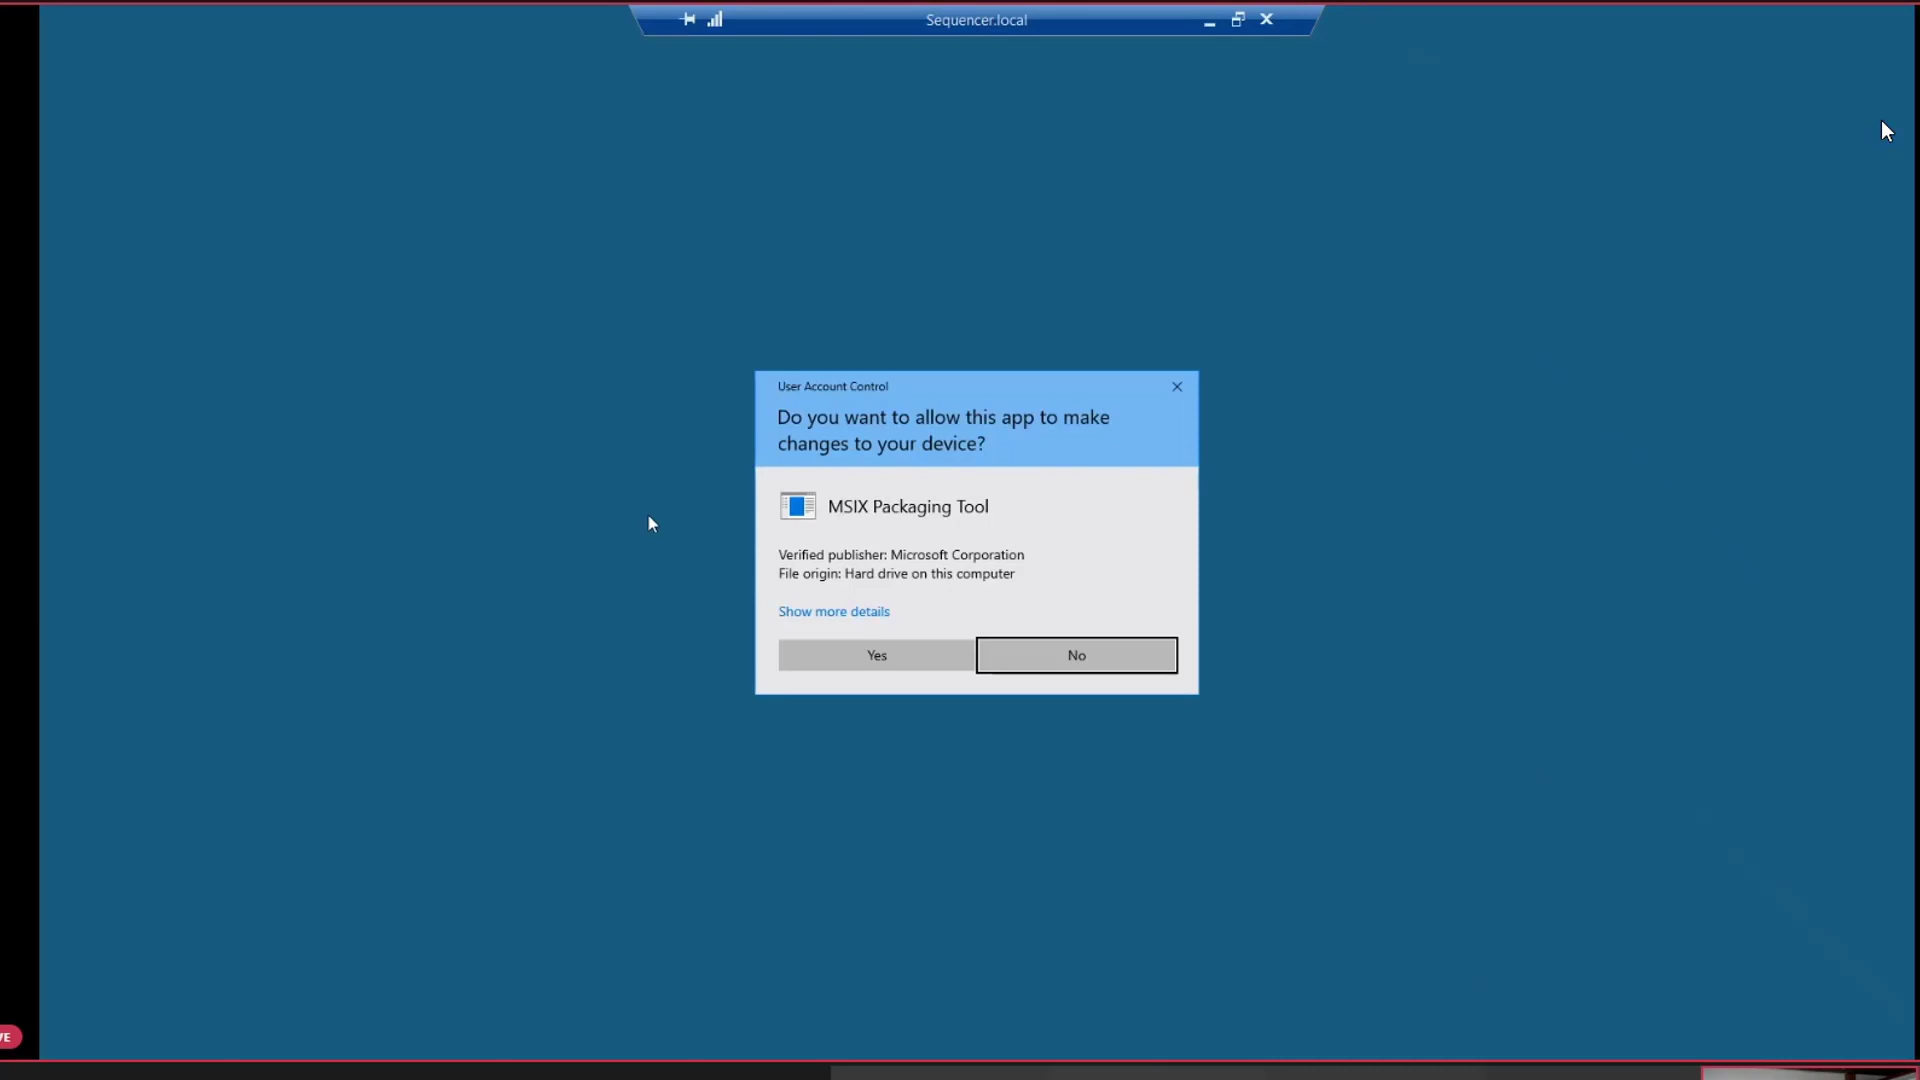 Sequencer.local
User Account Control
Do you want to allow this app to make
changes to your device?
MSIX Packaging Tool
Verified publisher: Microsoft Corporation
File origin: Hard drive on this computer
Show more details
Yes
No
VE